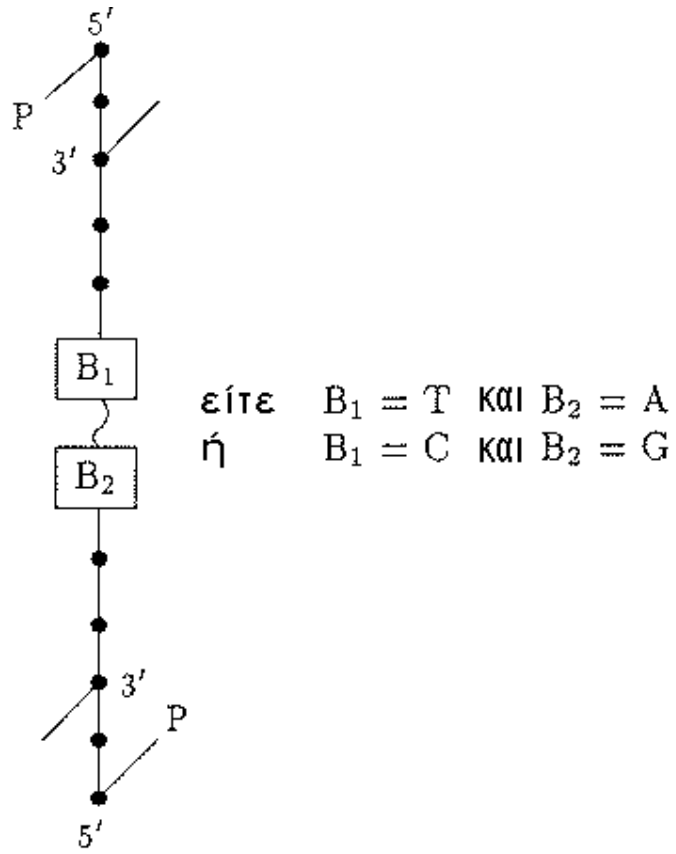 5′
P
3′
B₁
είτε B₁ = T και B₂ = A
ή B₁ = C και B₂ = G
B₂
3′
P
5′